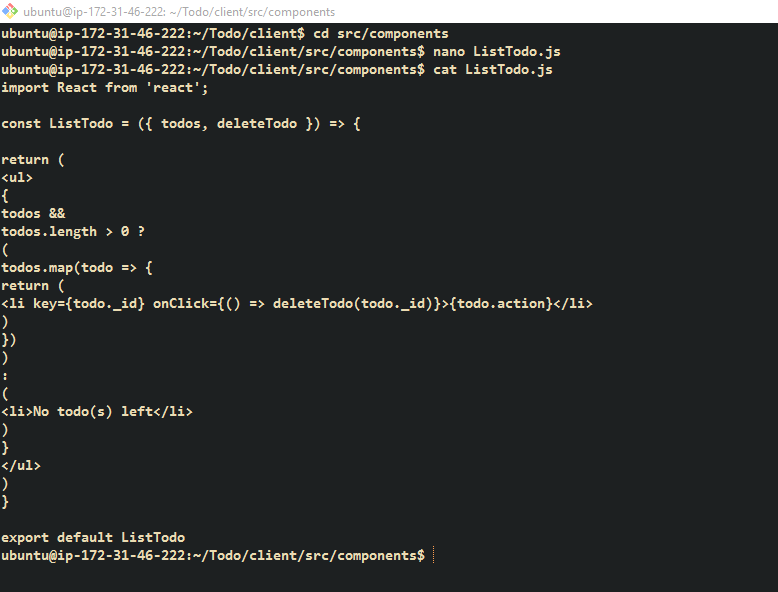 ubuntu@ip-172-31-46-222: ~/Todo/client/src/components
ubuntu@ip-172-31-46-222:~/Todo/client$ cd src/components
ubuntu@ip-172-31-46-222:~/Todo/client/src/components$ nano ListTodo.js
ubuntu@ip-172-31-46-222:~/Todo/client/src/components$ cat ListTodo.js
import React from 'react';

const ListTodo = ({ todos, deleteTodo }) => {

return (
<ul>
{
todos &&
todos.length > 0 ?
(
todos.map(todo => {
return (
<li key={todo._id} onClick={() => deleteTodo(todo._id)}>{todo.action}</li>
)
})
)
:
(
<li>No todo(s) left</li>
)
}
</ul>
)
}

export default ListTodo
ubuntu@ip-172-31-46-222:~/Todo/client/src/components$